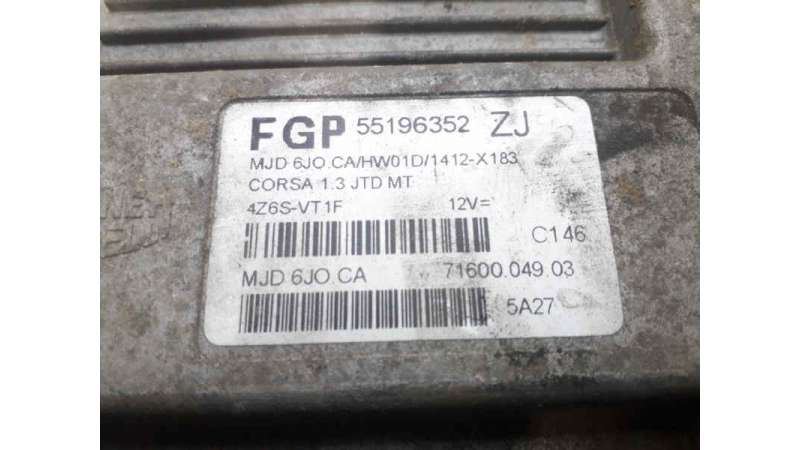 FGP 55196352 ZJ
MJD 6JO.CA/HW01D/1412-X183
CORSA 1.3 JTD MT
4Z6S-VT1F 12V=
C146
MJD 6JO.CA 71600.049.03
5A27